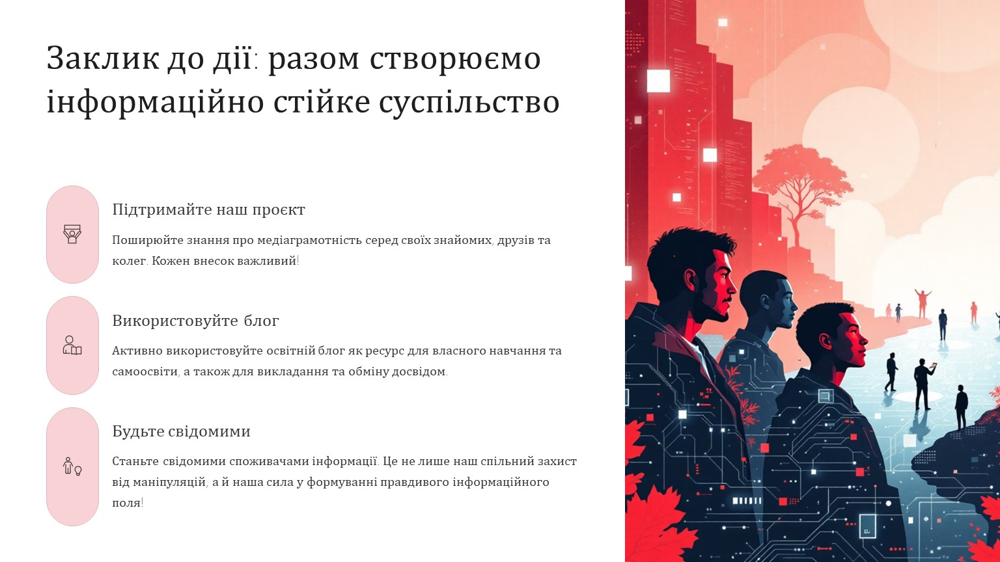 Заклик до дії: разом створюємо
інформаційно стійке суспільство
Підтримайте наш проєкт
Поширюйте знання про медіаграмотність серед своїх знайомих, друзів та
колег. Кожен внесок важливий!
Використовуйте блог
Активно використовуйте освітній блог як ресурс для власного навчання та
самоосвіти, а також для викладання та обміну досвідом.
Будьте свідомими
Станьте свідомими споживачами інформації. Це не лише наш спільний захист
від маніпуляцій, а й наша сила у формуванні правдивого інформаційного
поля!